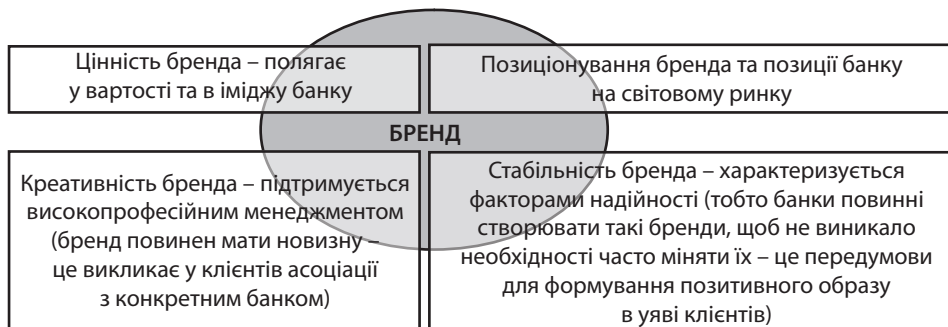 Цінність бренда – полягає
у вартості та в іміджу банку
Позиціонування бренда та позиції банку
на світовому ринку
БРЕНД
Креативність бренда – підтримується
високопрофесійним менеджментом
(бренд повинен мати новизну –
це викликає у клієнтів асоціації
з конкретним банком)
Стабільність бренда – характеризується
факторами надійності (тобто банки повинні
створювати такі бренди, щоб не виникало
необхідності часто міняти їх – це передумови
для формування позитивного образу
в уяві клієнтів)